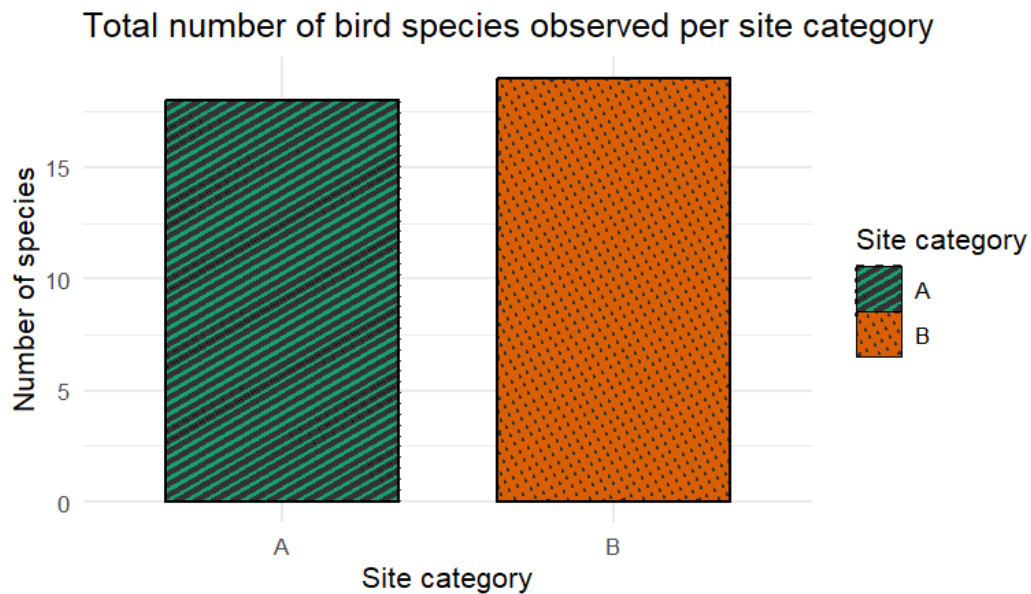 Total number of bird species observed per site category
Number of species
15
10
5
0
A
B
Site category
Site category
A
B